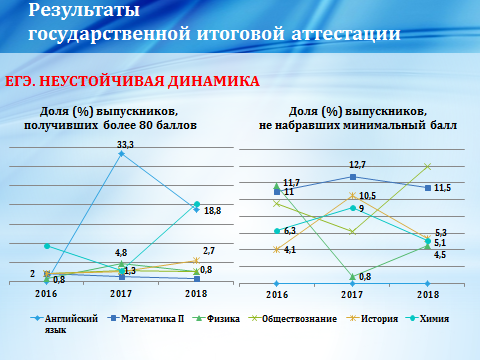 Результаты
государственной итоговой аттестации
ЕГЭ. НЕУСТОЙЧИВАЯ ДИНАМИКА
Доля (%) выпускников,
получивших более 80 баллов
33,3
18,8
4,8
2,7
2
1,3
0,8
0,8
2016 2017 2018
Доля (%) выпускников,
не набравших минимальный балл
12,7
11,7
11
11,5
10,5
9
6,3
5,3
5,1
4,1
4,5
0,8
2016 2017 2018
Английский язык
Математика П
Физика
Обществознание
История
Химия